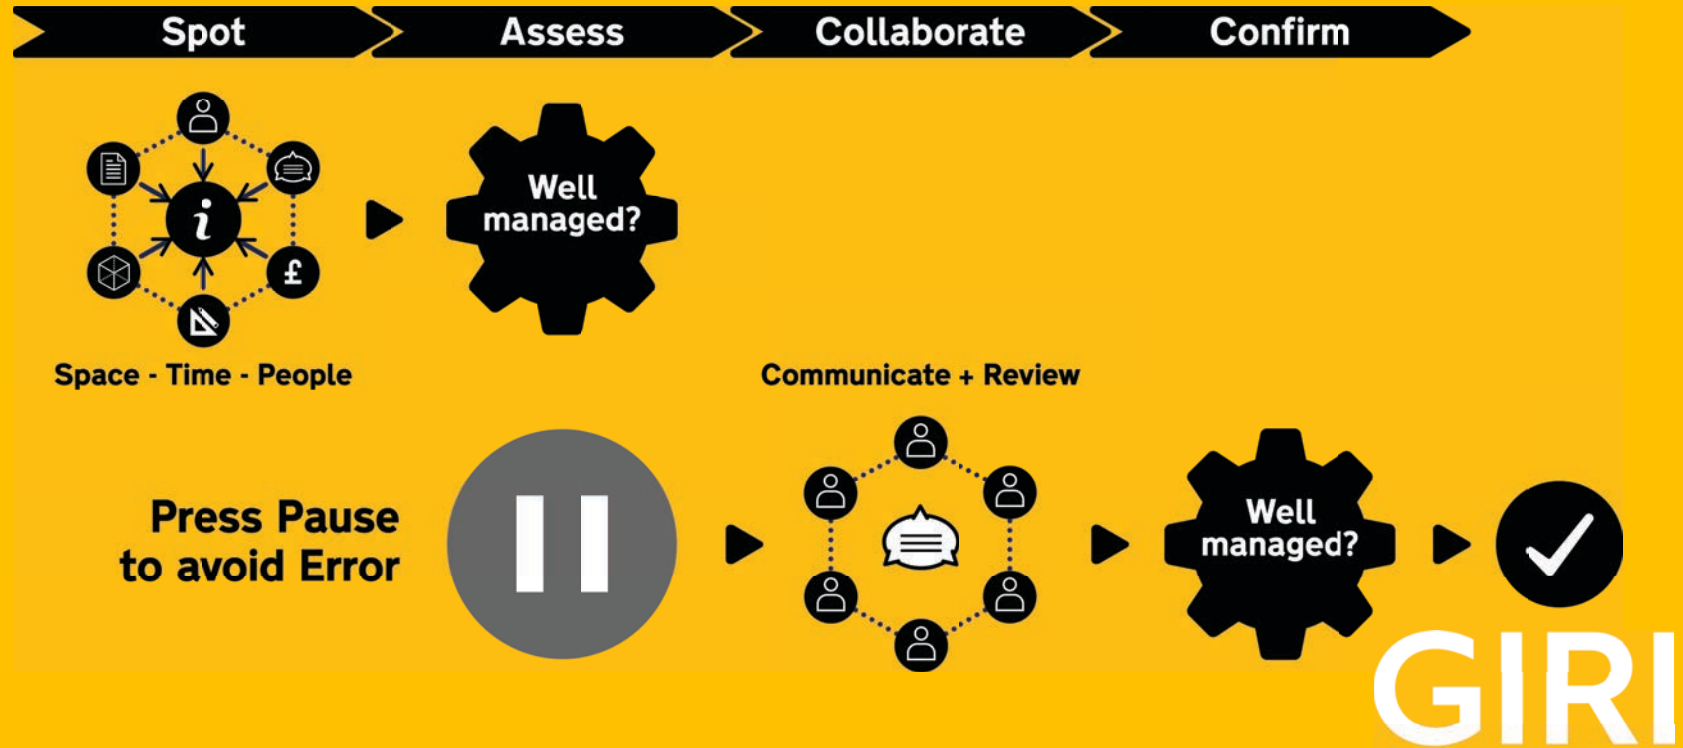 Spot
Assess
Collaborate
Confirm
i
£
Well
managed?
Space - Time - People
Communicate + Review
Press Pause
to avoid Error
Well
managed?
GIRI